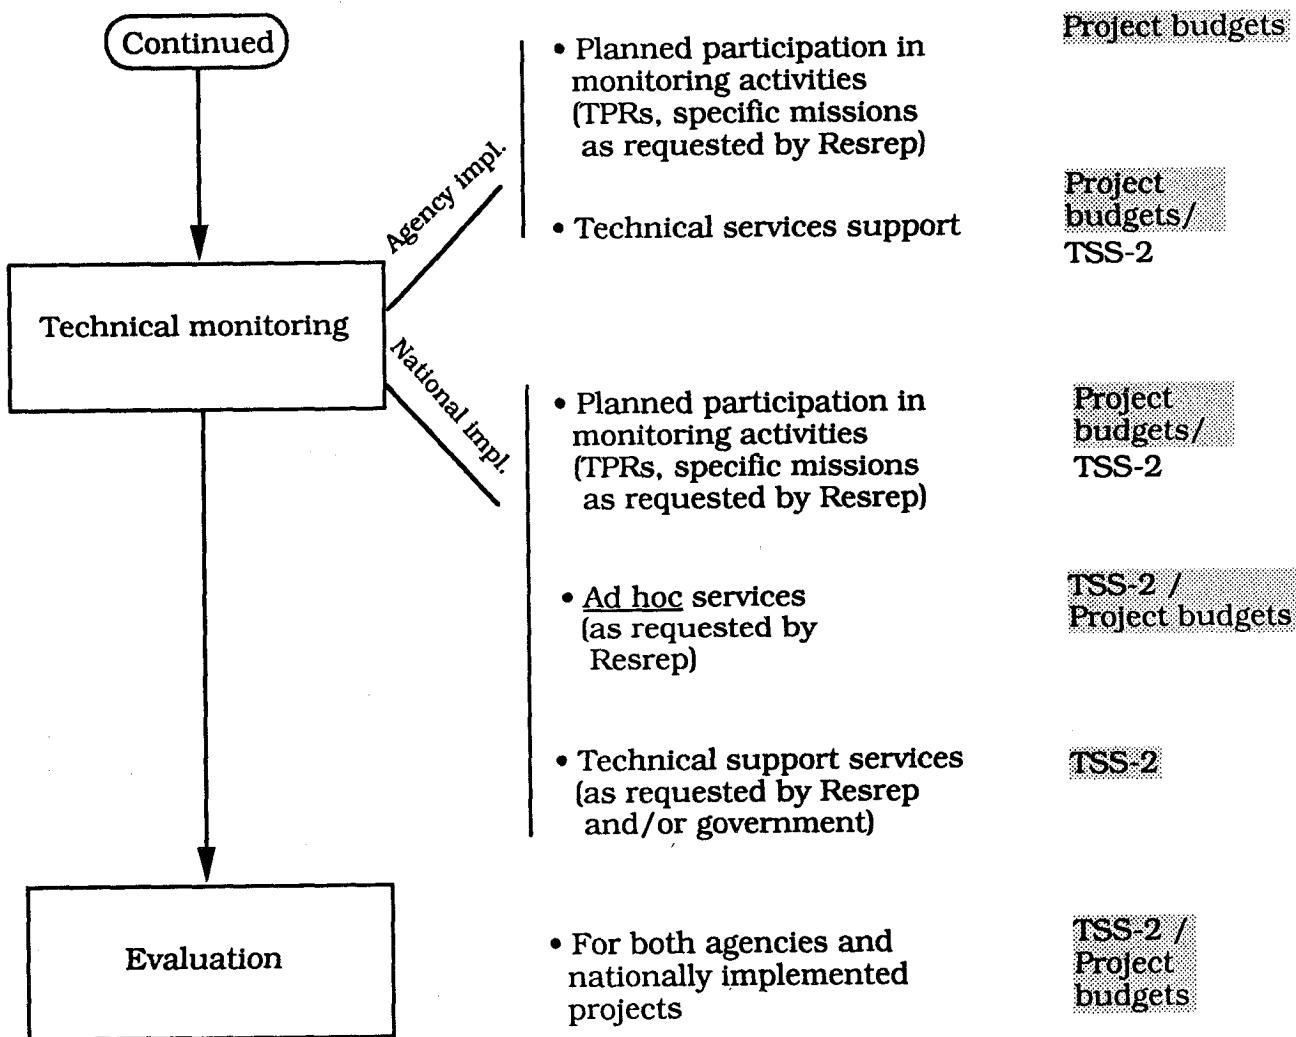 Continued
Project budgets
• Planned participation in
monitoring activities
(TPRs, specific missions
as requested by Resrep)
Agency impl.
• Technical services support
Project
budgets/
TSS-2
Technical monitoring
National impl.
• Planned participation in
monitoring activities
(TPRs, specific missions
as requested by Resrep)
Project
budgets/
TSS-2
• Ad hoc services
(as requested by
Resrep)
TSS-2 /
Project budgets
• Technical support services
(as requested by Resrep
and/or government)
TSS-2
Evaluation
• For both agencies and
nationally implemented
projects
TSS-2 /
Project
budgets